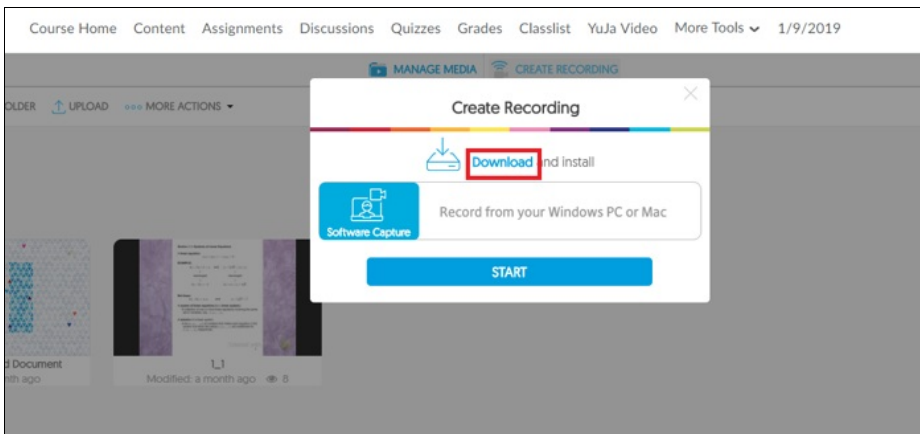 Course Home Content Assignments Discussions Quizzes Grades Classlist YuJa Video More Tools 1/9/2019
MANAGE MEDIA CREATE RECORDING
OLDER UPLOAD MORE ACTIONS
Create Recording
Download and install
Software Capture
Record from your Windows PC or Mac
START
d Document
nth ago
1_1
Modified: a month ago 8